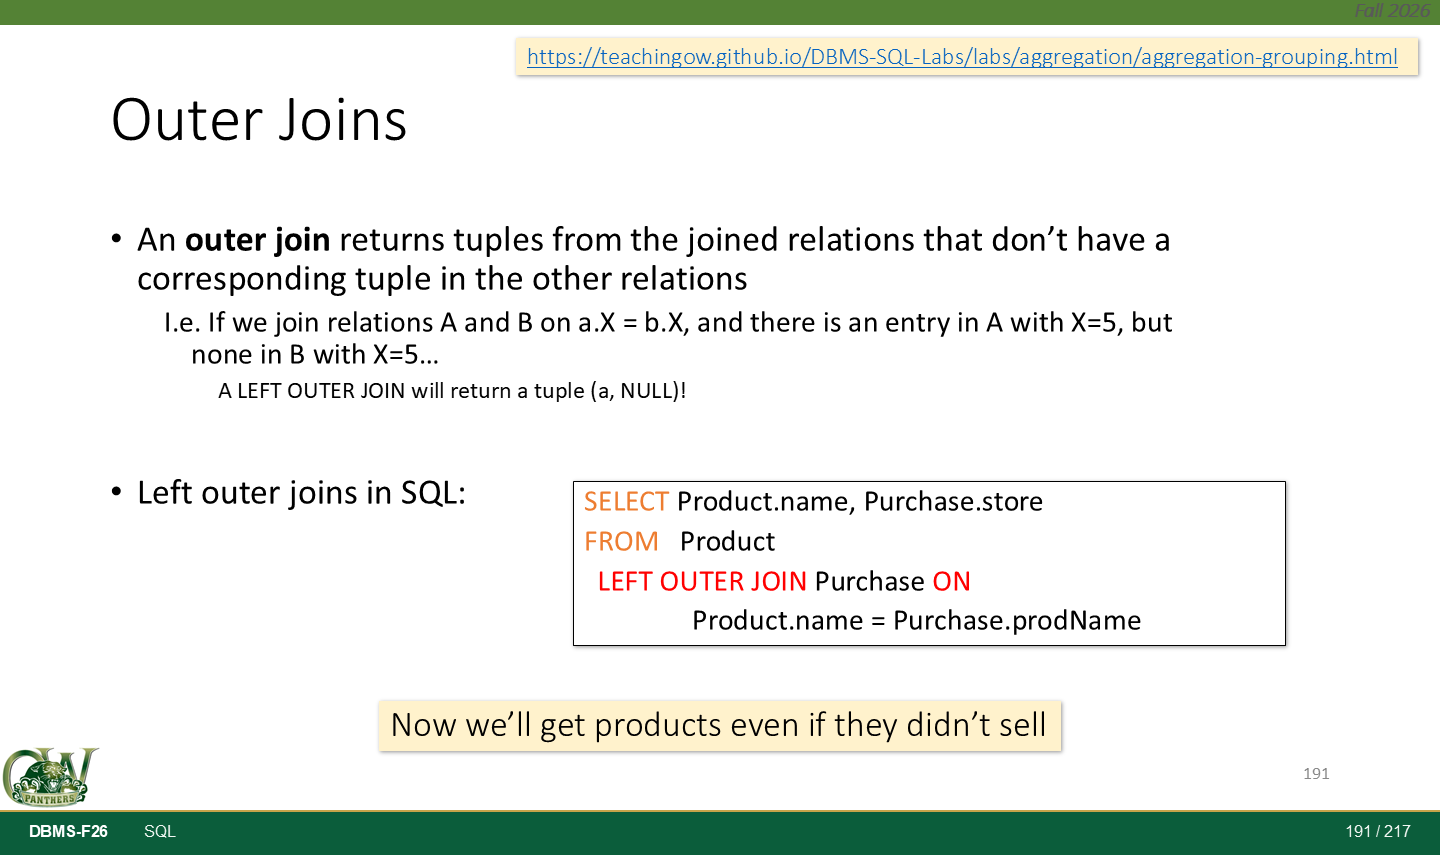 Fall 2026
https://teachingow.github.io/DBMS-SQL-Labs/labs/aggregation/aggregation-grouping.html
Outer Joins
• An outer join returns tuples from the joined relations that don’t have a
corresponding tuple in the other relations
I.e. If we join relations A and B on a.X = b.X, and there is an entry in A with X=5, but
none in B with X=5…
A LEFT OUTER JOIN will return a tuple (a, NULL)!
• Left outer joins in SQL:
SELECT Product.name, Purchase.store
FROM Product
LEFT OUTER JOIN Purchase ON
Product.name = Purchase.prodName
Now we’ll get products even if they didn’t sell
OW
PANTHERS
191
DBMS-F26 SQL 191 / 217